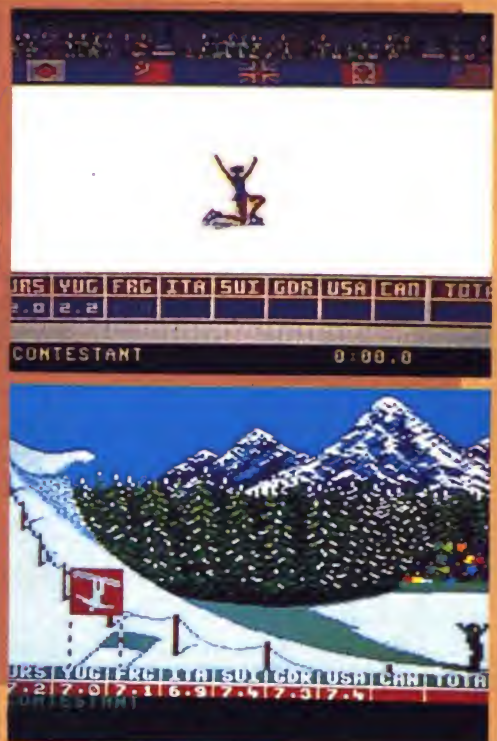 URS YUG FRG ITA SUI GDR USA CAN TOTA
2.0 2.2
CONTESTANT 0:00.0
URS YUG FRG ITA SUI GDR USA CAN TOTA
7.2 7.0 7.1 6.9 7.4 7.3 7.4
CONTESTANT